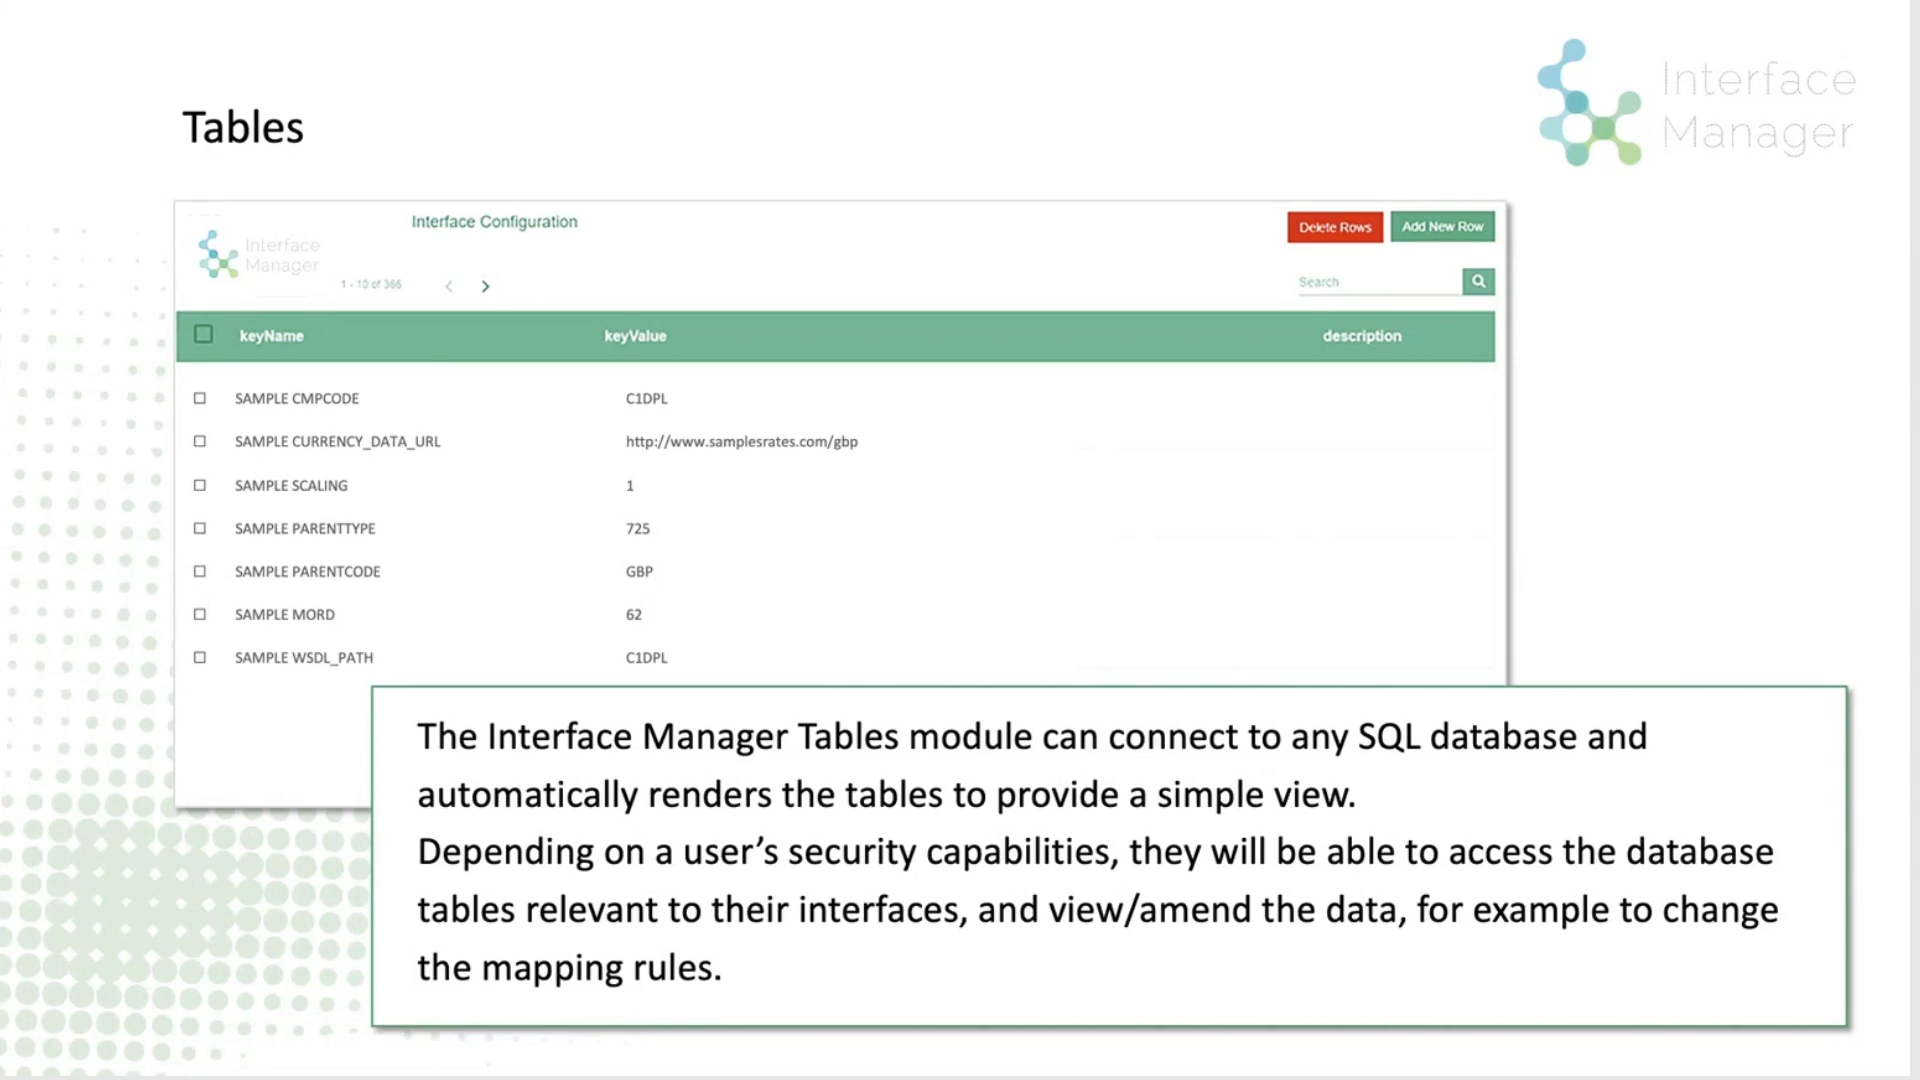 Interface
Manager
Tables
Interface Configuration
Delete Rows
Add New Row
Interface
Manager
1 - 10 of 366
Search
keyName keyValue description
SAMPLE CMPCODE C1DPL
SAMPLE CURRENCY_DATA_URL http://www.samplesrates.com/gbp
SAMPLE SCALING 1
SAMPLE PARENTTYPE 725
SAMPLE PARENTCODE GBP
SAMPLE MORD 62
SAMPLE WSDL_PATH C1DPL
The Interface Manager Tables module can connect to any SQL database and
automatically renders the tables to provide a simple view.
Depending on a user’s security capabilities, they will be able to access the database
tables relevant to their interfaces, and view/amend the data, for example to change
the mapping rules.